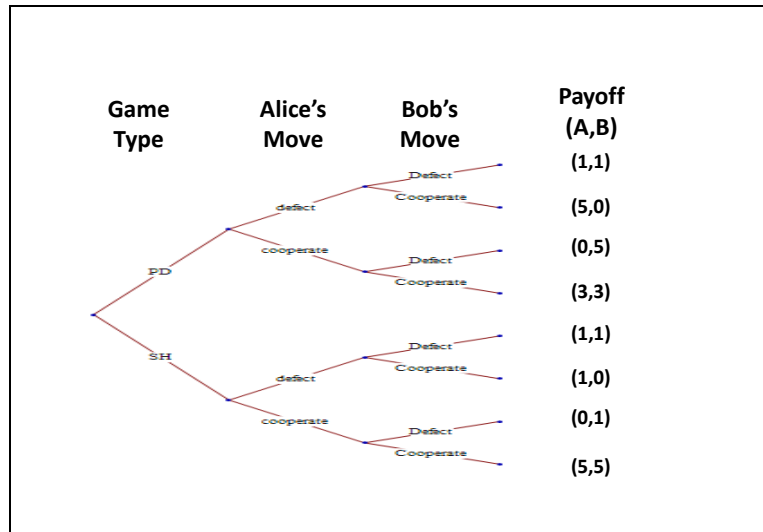 Game Type
Alice's Move
Bob's Move
Payoff (A,B)
Defect
(1,1)
defect
Cooperate
(5,0)
cooperate
Defect
(0,5)
PD
Cooperate
(3,3)
SH
Defect
(1,1)
defect
Cooperate
(1,0)
cooperate
Defect
(0,1)
Cooperate
(5,5)